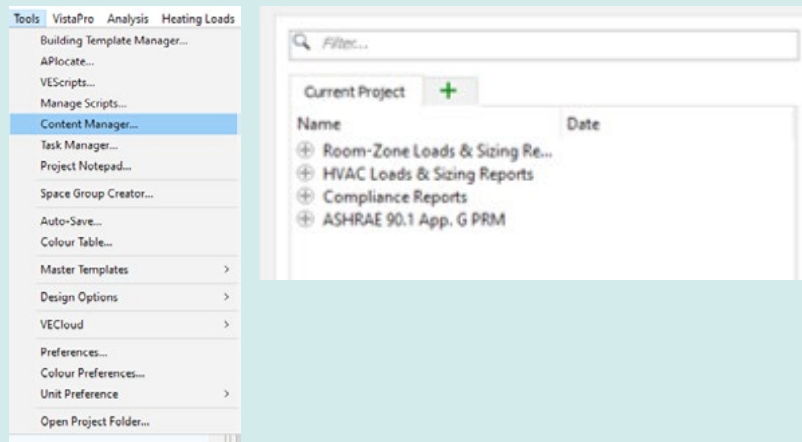 Tools VistaPro Analysis Heating Loads
Building Template Manager...
APlocate...
VEScripts...
Manage Scripts...
Content Manager...
Task Manager...
Project Notepad...
Space Group Creator...
Auto-Save...
Colour Table...
Master Templates >
Design Options >
VECloud >
Preferences...
Colour Preferences...
Unit Preference >
Open Project Folder...
Filter...
Current Project +
Name Date
Room-Zone Loads & Sizing Re...
HVAC Loads & Sizing Reports
Compliance Reports
ASHRAE 90.1 App. G PRM